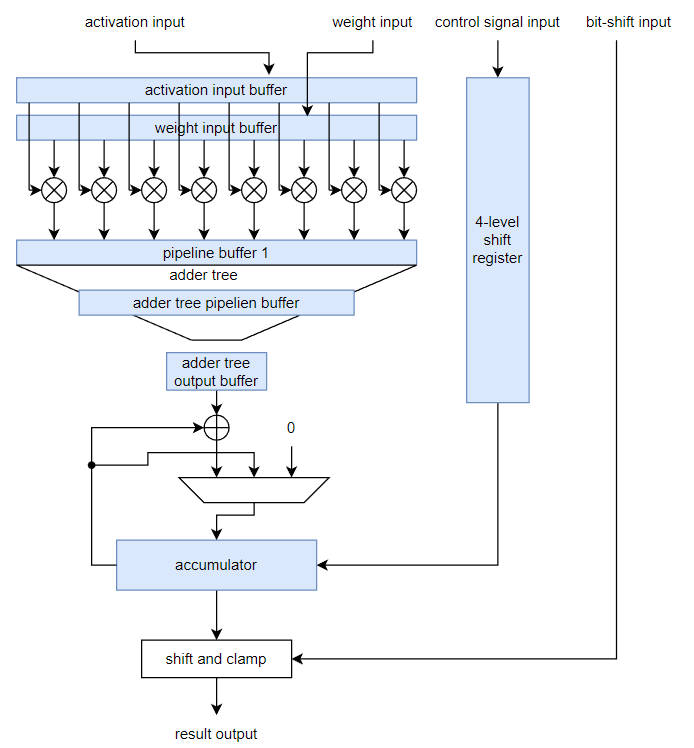 activation input
weight input
control signal input
bit-shift input
activation input buffer
weight input buffer
4-level
shift
register
pipeline buffer 1
adder tree
adder tree pipelien buffer
adder tree
output buffer
0
accumulator
shift and clamp
result output